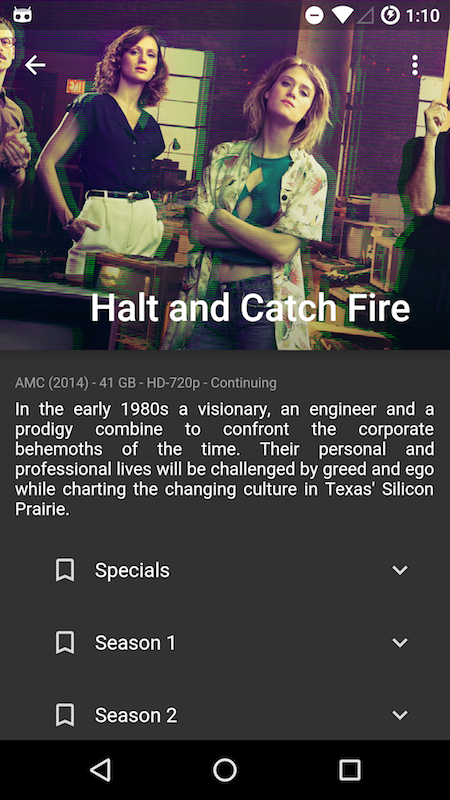 1:10
EXIT
Halt and Catch Fire
AMC (2014) - 41 GB - HD-720p - Continuing
In the early 1980s a visionary, an engineer and a
prodigy combine to confront the corporate
behemoths of the time. Their personal and
professional lives will be challenged by greed and ego
while charting the changing culture in Texas' Silicon
Prairie.
Specials
Season 1
Season 2